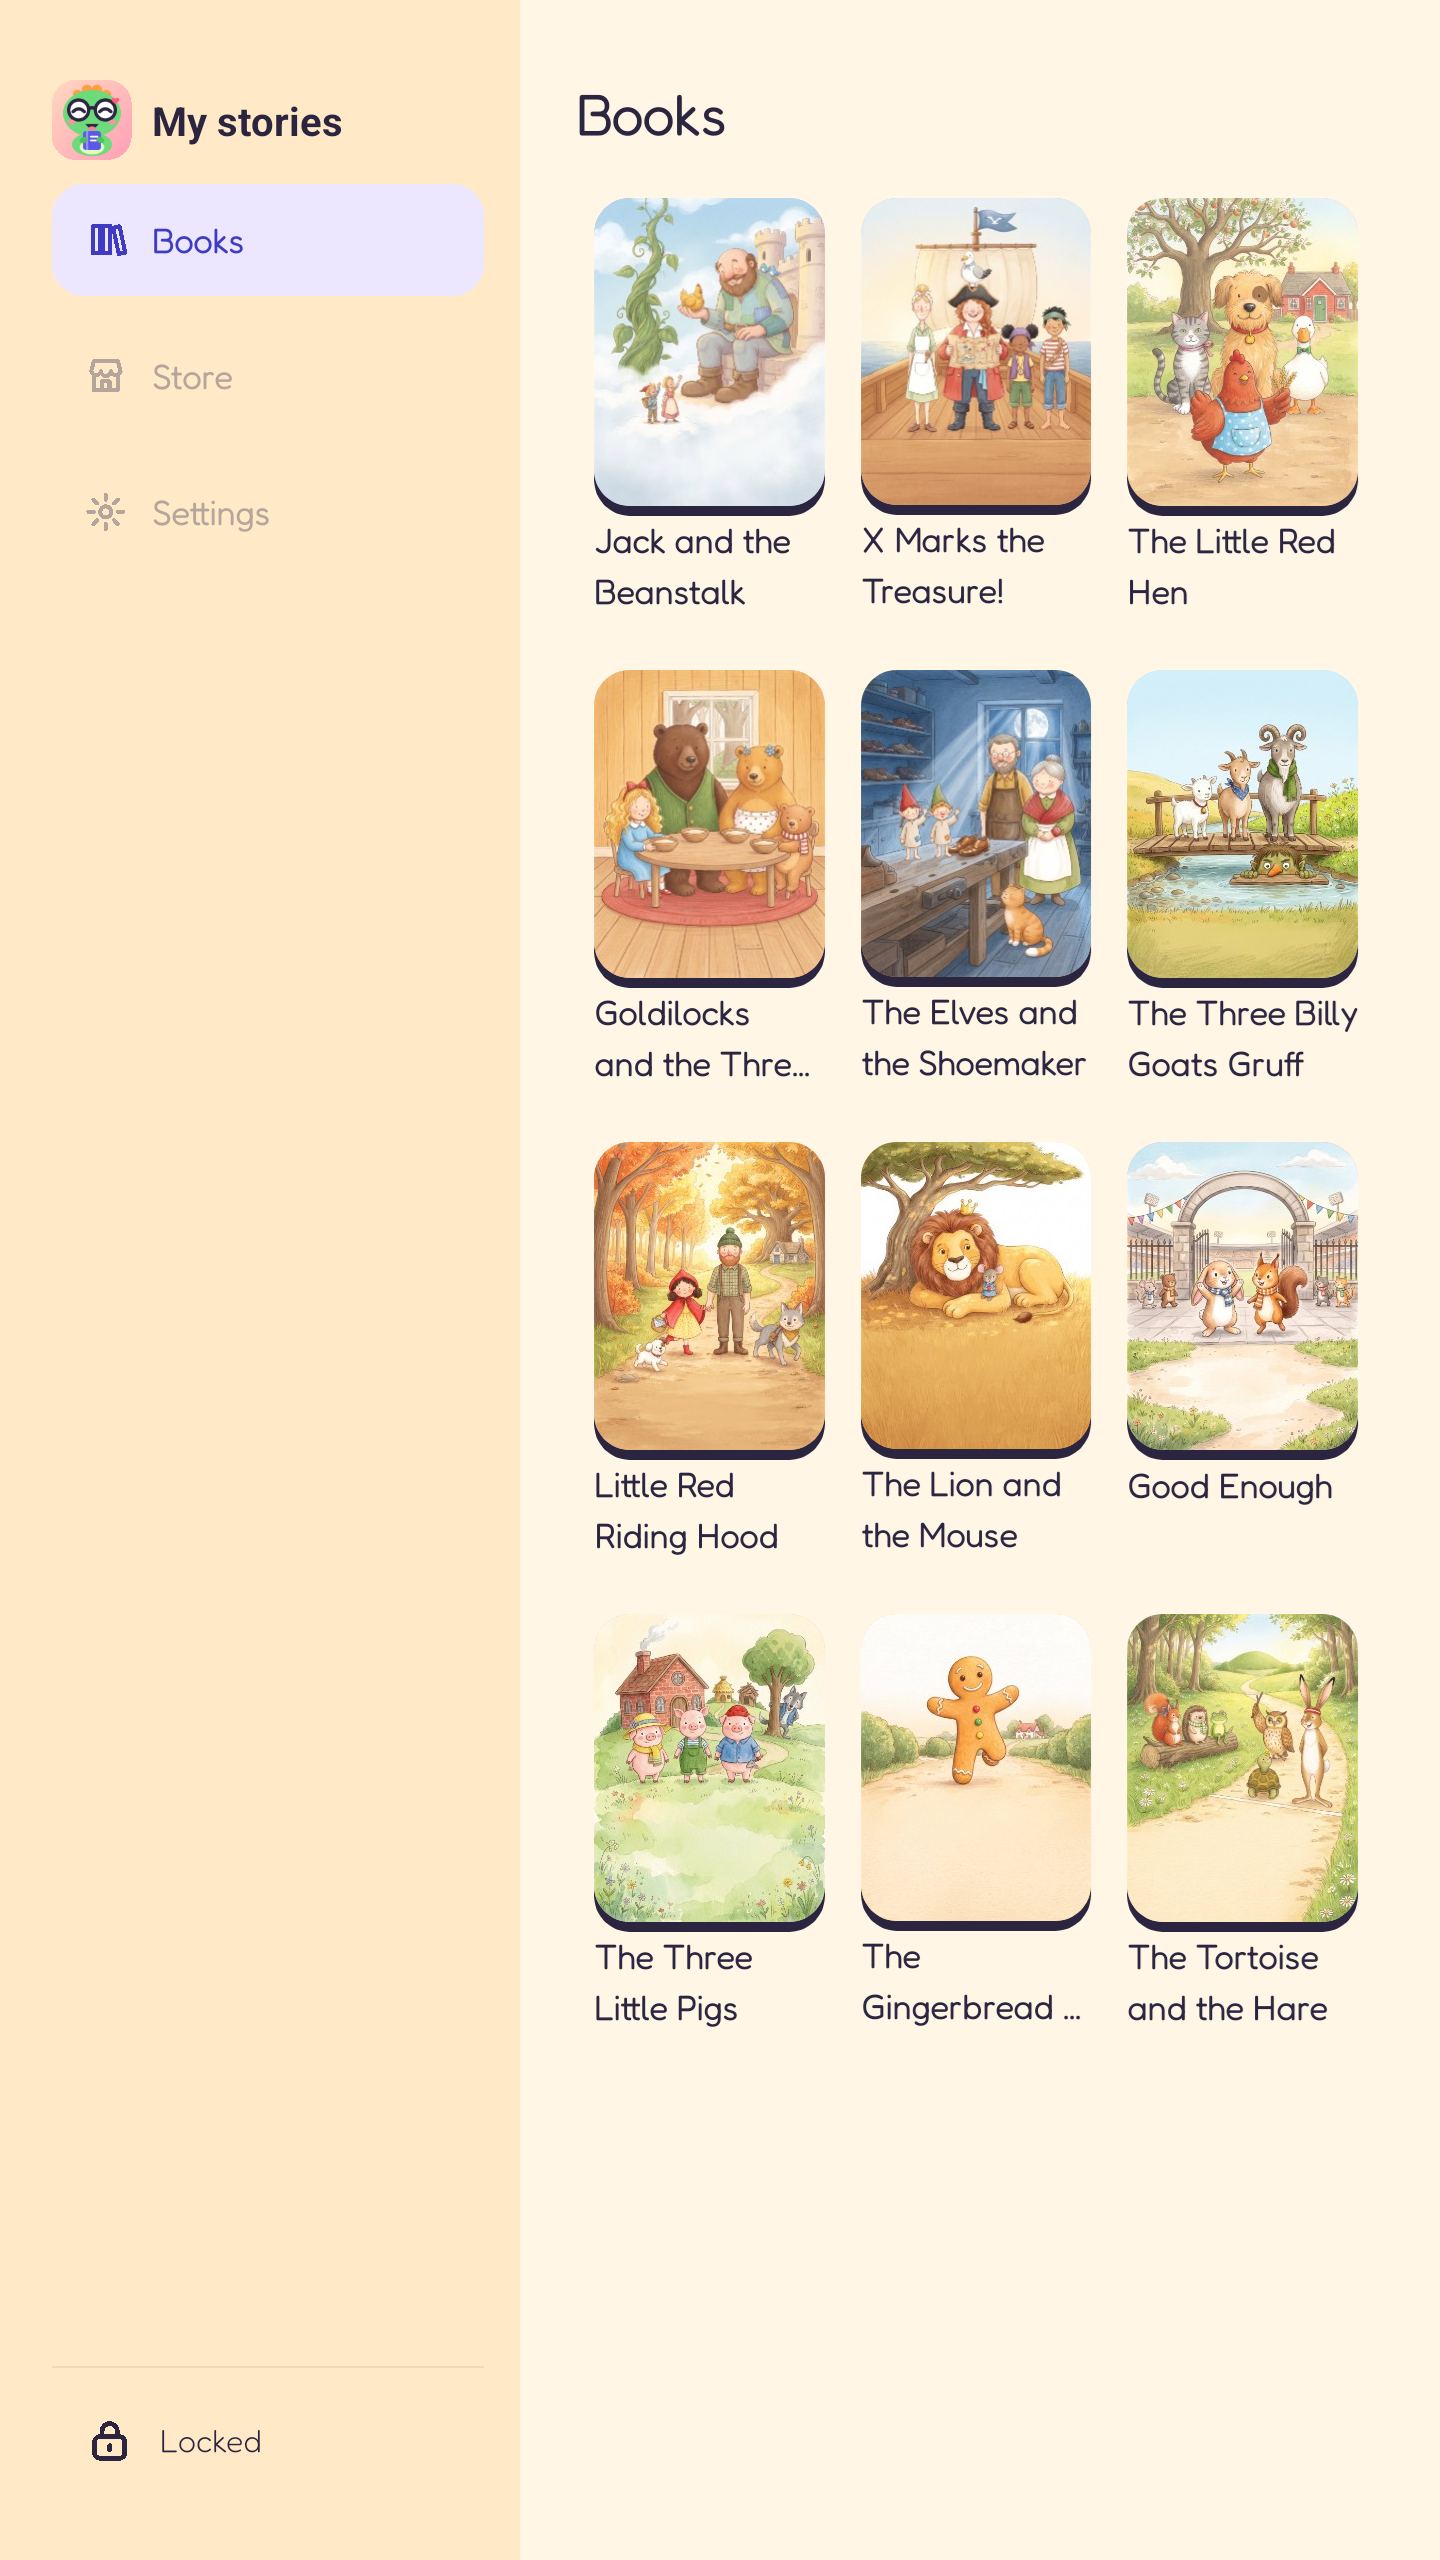 My stories
Books
Store
Settings
Locked
Books
Jack and the
Beanstalk
X Marks the
Treasure!
The Little Red
Hen
Goldilocks
and the Thre...
The Elves and
the Shoemaker
The Three Billy
Goats Gruff
Little Red
Riding Hood
The Lion and
the Mouse
Good Enough
The Three
Little Pigs
The
Gingerbread ...
The Tortoise
and the Hare